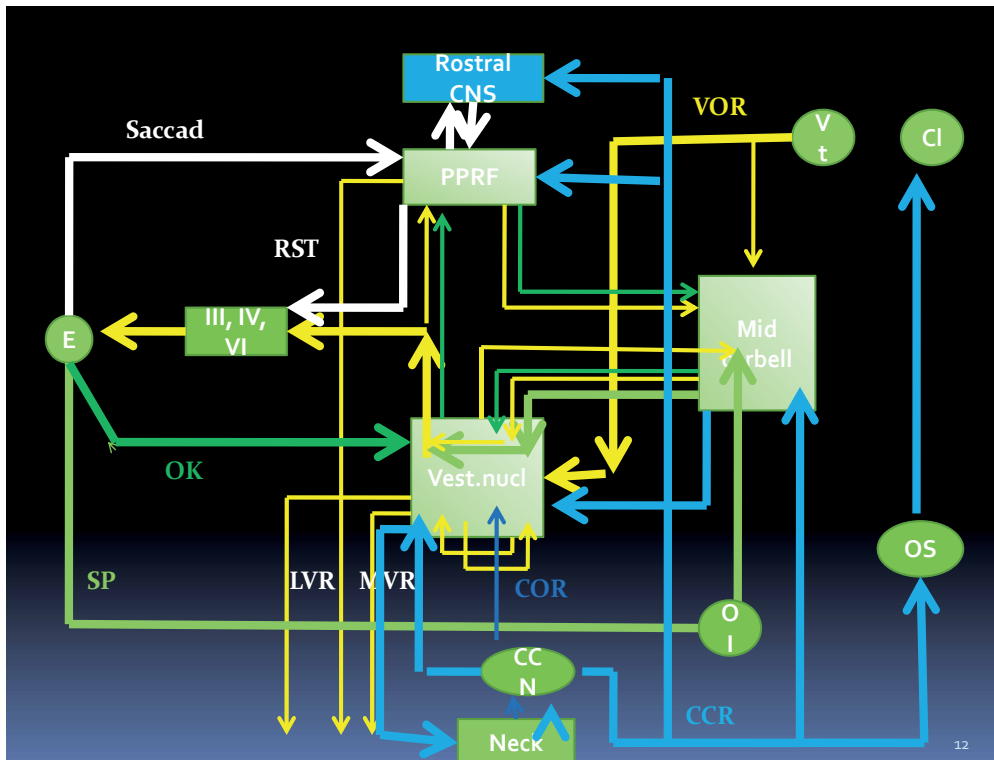 Rostral
CNS
VOR
V
t
Cl
Saccad
PPRF
RST
III, IV,
VI
E
Mid
cerbell
OK
Vest.nucl
OS
SP
LVR
MVR
COR
O
I
CC
N
CCR
Neck
12